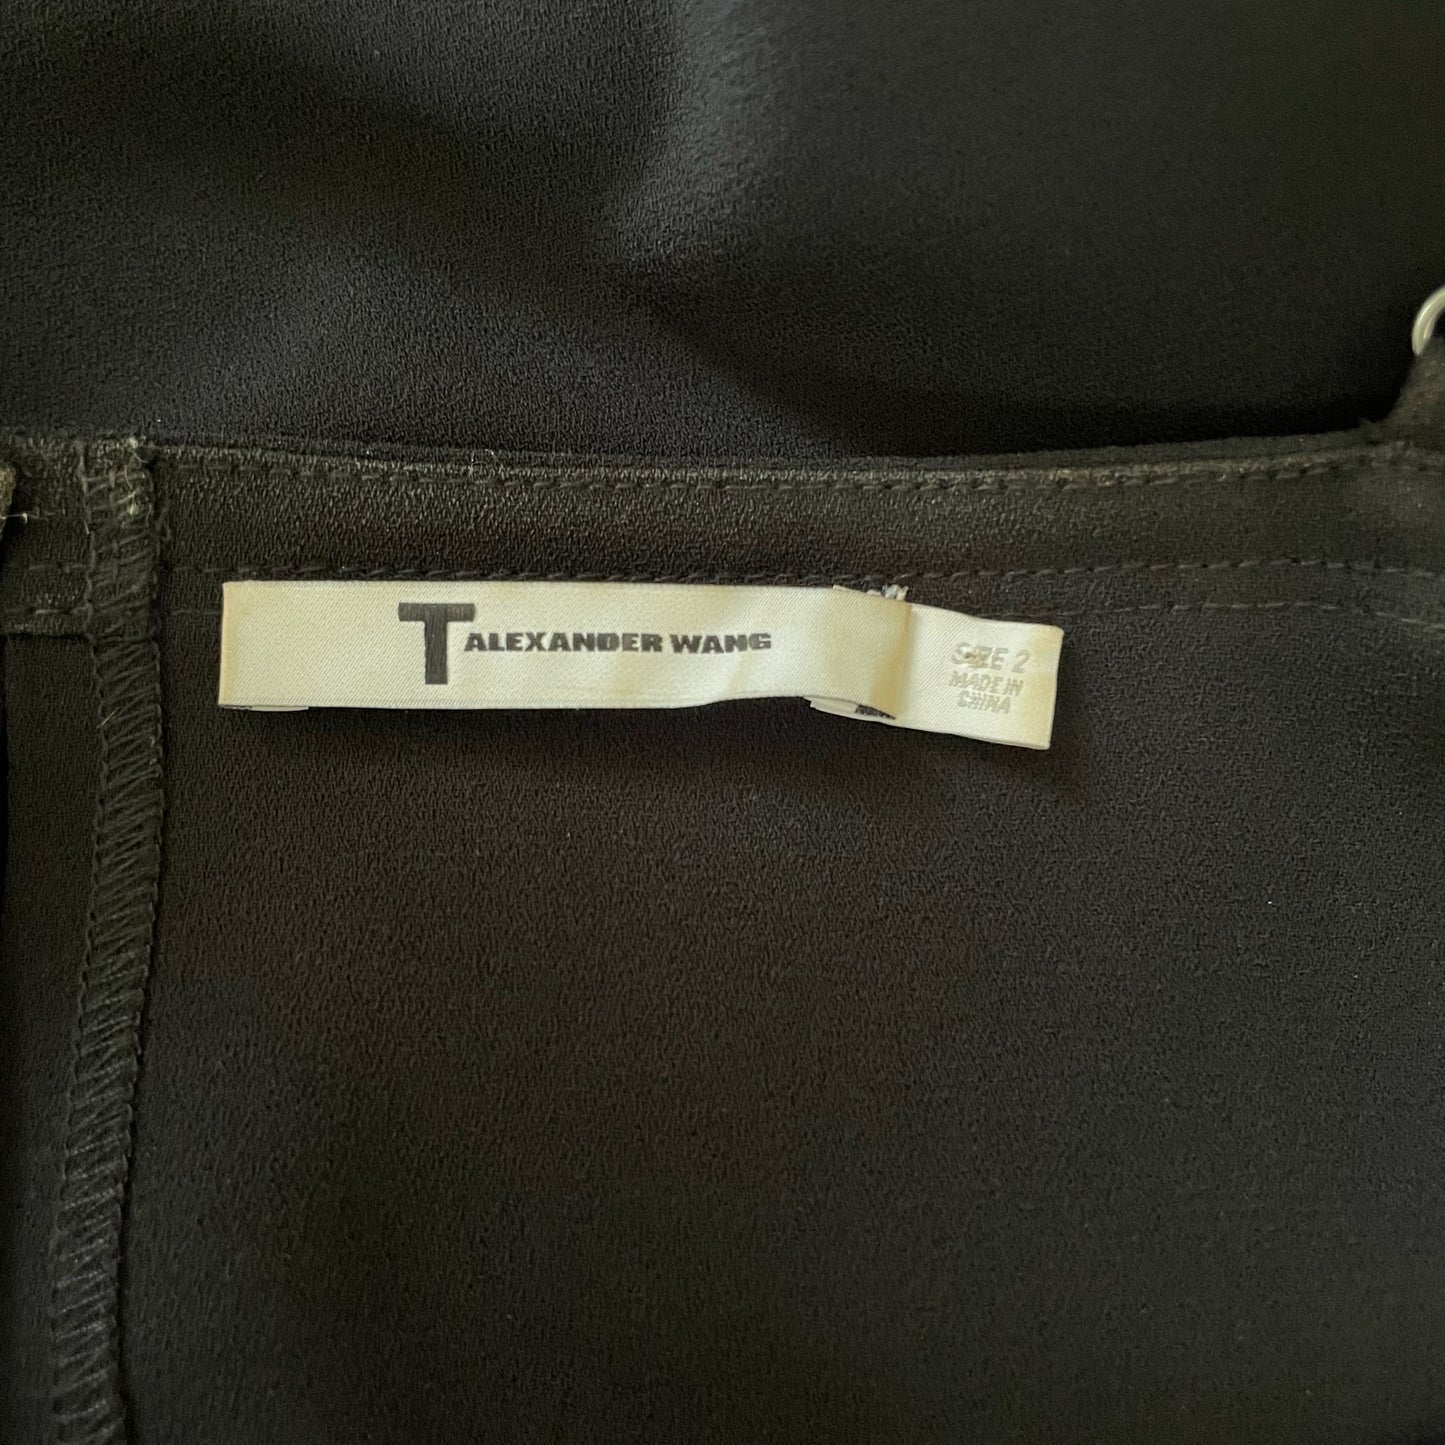 T ALEXANDER WANG
SIZE 2
MADE IN
CHINA